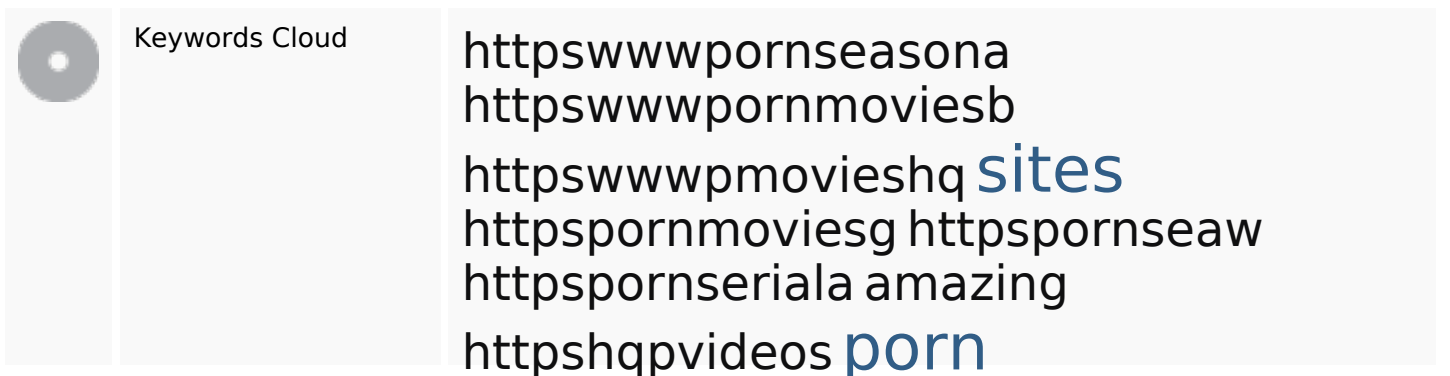 Keywords Cloud
httpswwwpornseasona
httpswwwpornmoviesb
httpswwwpmovieshq sites
httpspornmoviesg httpspornseaw
httpspornseriala amazing
httpshqpvideos porn